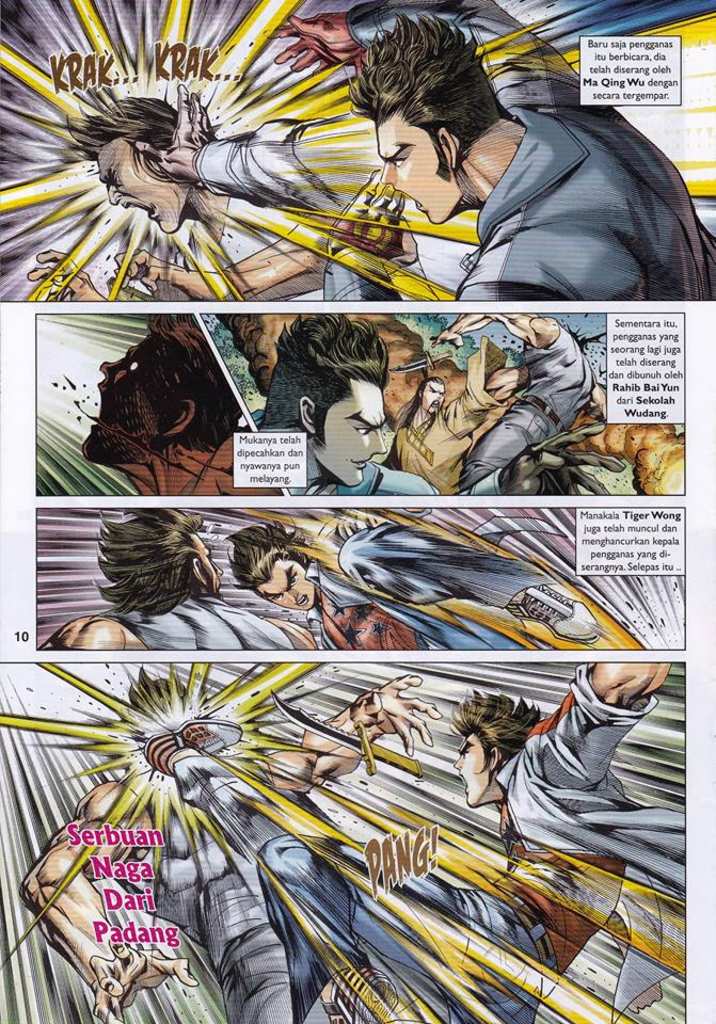 KRAK... KRAK...
Baru saja pengganas
itu berbicara, dia
telah diserang oleh
Ma Qing Wu dengan
secara tergempar.
Mukanya telah
dipecahkan dan
nyawanya pun
melayang.
Sementara itu,
pengganas yang
seorang lagi juga
telah diserang
dan dibunuh oleh
Rahib Bai Yun
dari Sekolah
Wudang.
Manakala Tiger Wong
juga telah muncul dan
menghancurkan kepala
pengganas yang di-
serangnya. Selepas itu ..
10
PANG!
Serbuan
Naga
Dari
Padang